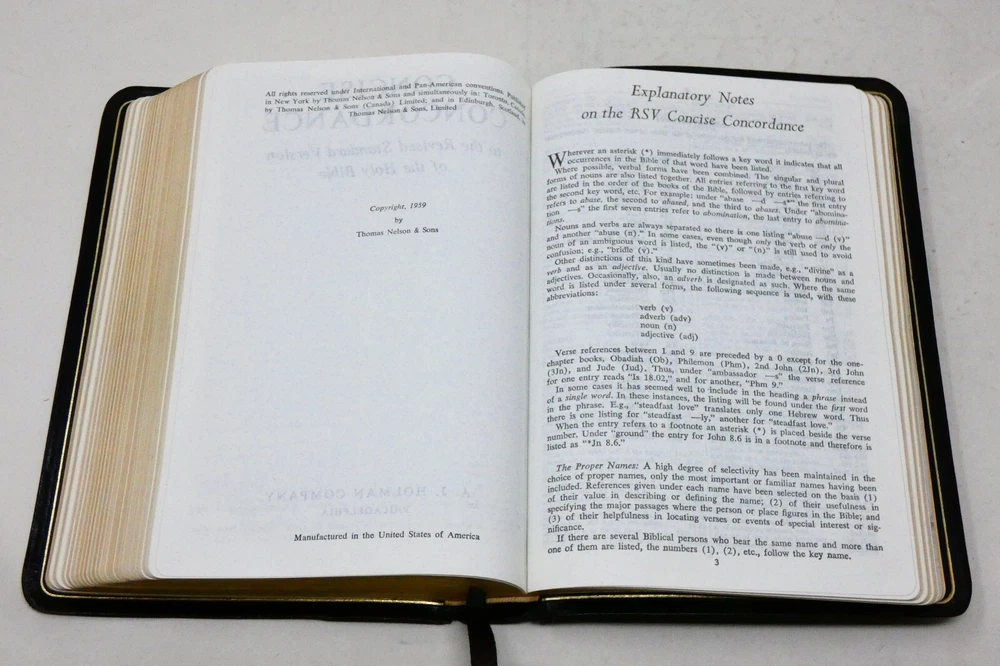 All rights reserved under International and Pan-American conventions. Published
in New York by Thomas Nelson & Sons and simultaneously in: Toronto, Canada,
by Thomas Nelson & Sons (Canada) Limited; and in Edinburgh, Scotland, by
Thomas Nelson & Sons, Limited
CONCISE
CONCORDANCE
to the Revised Standard Version
of the Holy Bible
Copyright, 1959
by
Thomas Nelson & Sons
A. J. HOLMAN COMPANY
PHILADELPHIA
Manufactured in the United States of America
Explanatory Notes
on the RSV Concise Concordance
Wherever an asterisk (*) immediately follows a key word it indicates that all
occurrences in the Bible of that word have been listed.
Where possible, verbal forms have been combined. The singular and plural
forms of nouns are also listed together. All entries referring to the first key word
are listed in the order of the books of the Bible, followed by entries referring to
the second key word, etc. For example: under "abuse —d —s*" the first entry
refers to abuse, the second to abused, and the third to abuses. Under "abomina-
tion —s" the first seven entries refer to abomination, the last entry to abomina-
tions.
Nouns and verbs are always separated so there is one listing "abuse —d (v)"
and another "abuse (n)." In some cases, even though only the verb or only the
noun of an ambiguous word is listed, the "(v)" or "(n)" is still used to avoid
confusion; e.g., "bridle (v)."
Other distinctions of this kind have sometimes been made, e.g., "divine" as a
verb and as an adjective. Usually no distinction is made between nouns and
adjectives. Occasionally, also, an adverb is designated as such. Where the same
word is listed under several forms, the following sequence is used, with these
abbreviations:
verb (v)
adverb (adv)
noun (n)
adjective (adj)
Verse references between 1 and 9 are preceded by a 0 except for the one-
chapter books, Obadiah (Ob), Philemon (Phm), 2nd John (2Jn), 3rd John
(3Jn), and Jude (Jud). Thus, under "ambassador —s" the verse reference
for one entry reads "Is 18.02," and for another, "Phm 9."
In some cases it has seemed well to include in the heading a phrase instead
of a single word. In these instances, the listing will be found under the first word
in the phrase. E.g., "steadfast love" translates only one Hebrew word. Thus
there is one listing for "steadfast —ly," another for "steadfast love."
When the entry refers to a footnote an asterisk (*) is placed beside the verse
number. Under "ground" the entry for John 8.6 is in a footnote and therefore is
listed as "*Jn 8.6."
The Proper Names: A high degree of selectivity has been maintained in the
choice of proper names, only the most important or familiar names having been
included. References given under each name have been selected on the basis (1)
of their value in describing or defining the name; (2) of their usefulness in
specifying the major passages where the person or place figures in the Bible; and
(3) of their helpfulness in locating verses or events of special interest or sig-
nificance.
If there are several Biblical persons who bear the same name and more than
one of them are listed, the numbers (1), (2), etc., follow the key name.
3